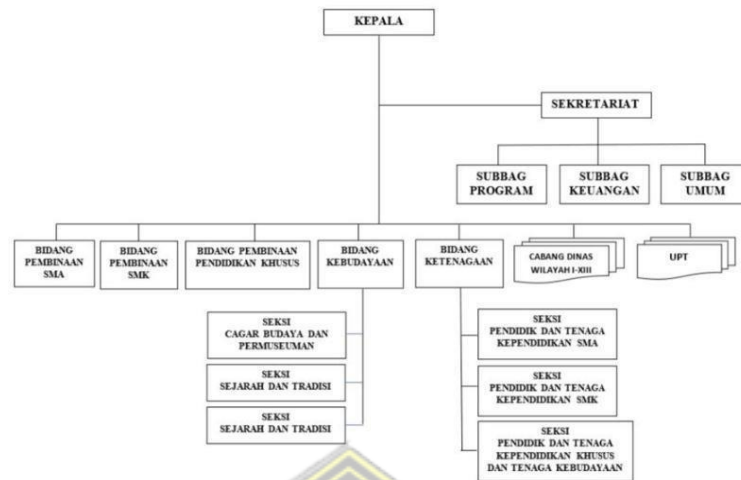 KEPALA
SEKRETARIAT
SUBBAG
PROGRAM
SUBBAG
KEUANGAN
SUBBAG
UMUM
BIDANG
PEMBINAAN
SMA
BIDANG
PEMBINAAN
SMK
BIDANG PEMBINAAN
PENDIDIKAN KHUSUS
BIDANG
KEBUDAYAAN
BIDANG
KETENAGAAN
CABANG DINAS
WILAYAH I-XIII
UPT
SEKSI
CAGAR BUDAYA DAN
PERMUSEUMAN
SEKSI
SEJARAH DAN TRADISI
SEKSI
SEJARAH DAN TRADISI
SEKSI
PENDIDIK DAN TENAGA
KEPENDIDIKAN SMA
SEKSI
PENDIDIK DAN TENAGA
KEPENDIDIKAN SMK
SEKSI
PENDIDIK DAN TENAGA
KEPENDIDIKAN KHUSUS
DAN TENAGA KEBUDAYAAN